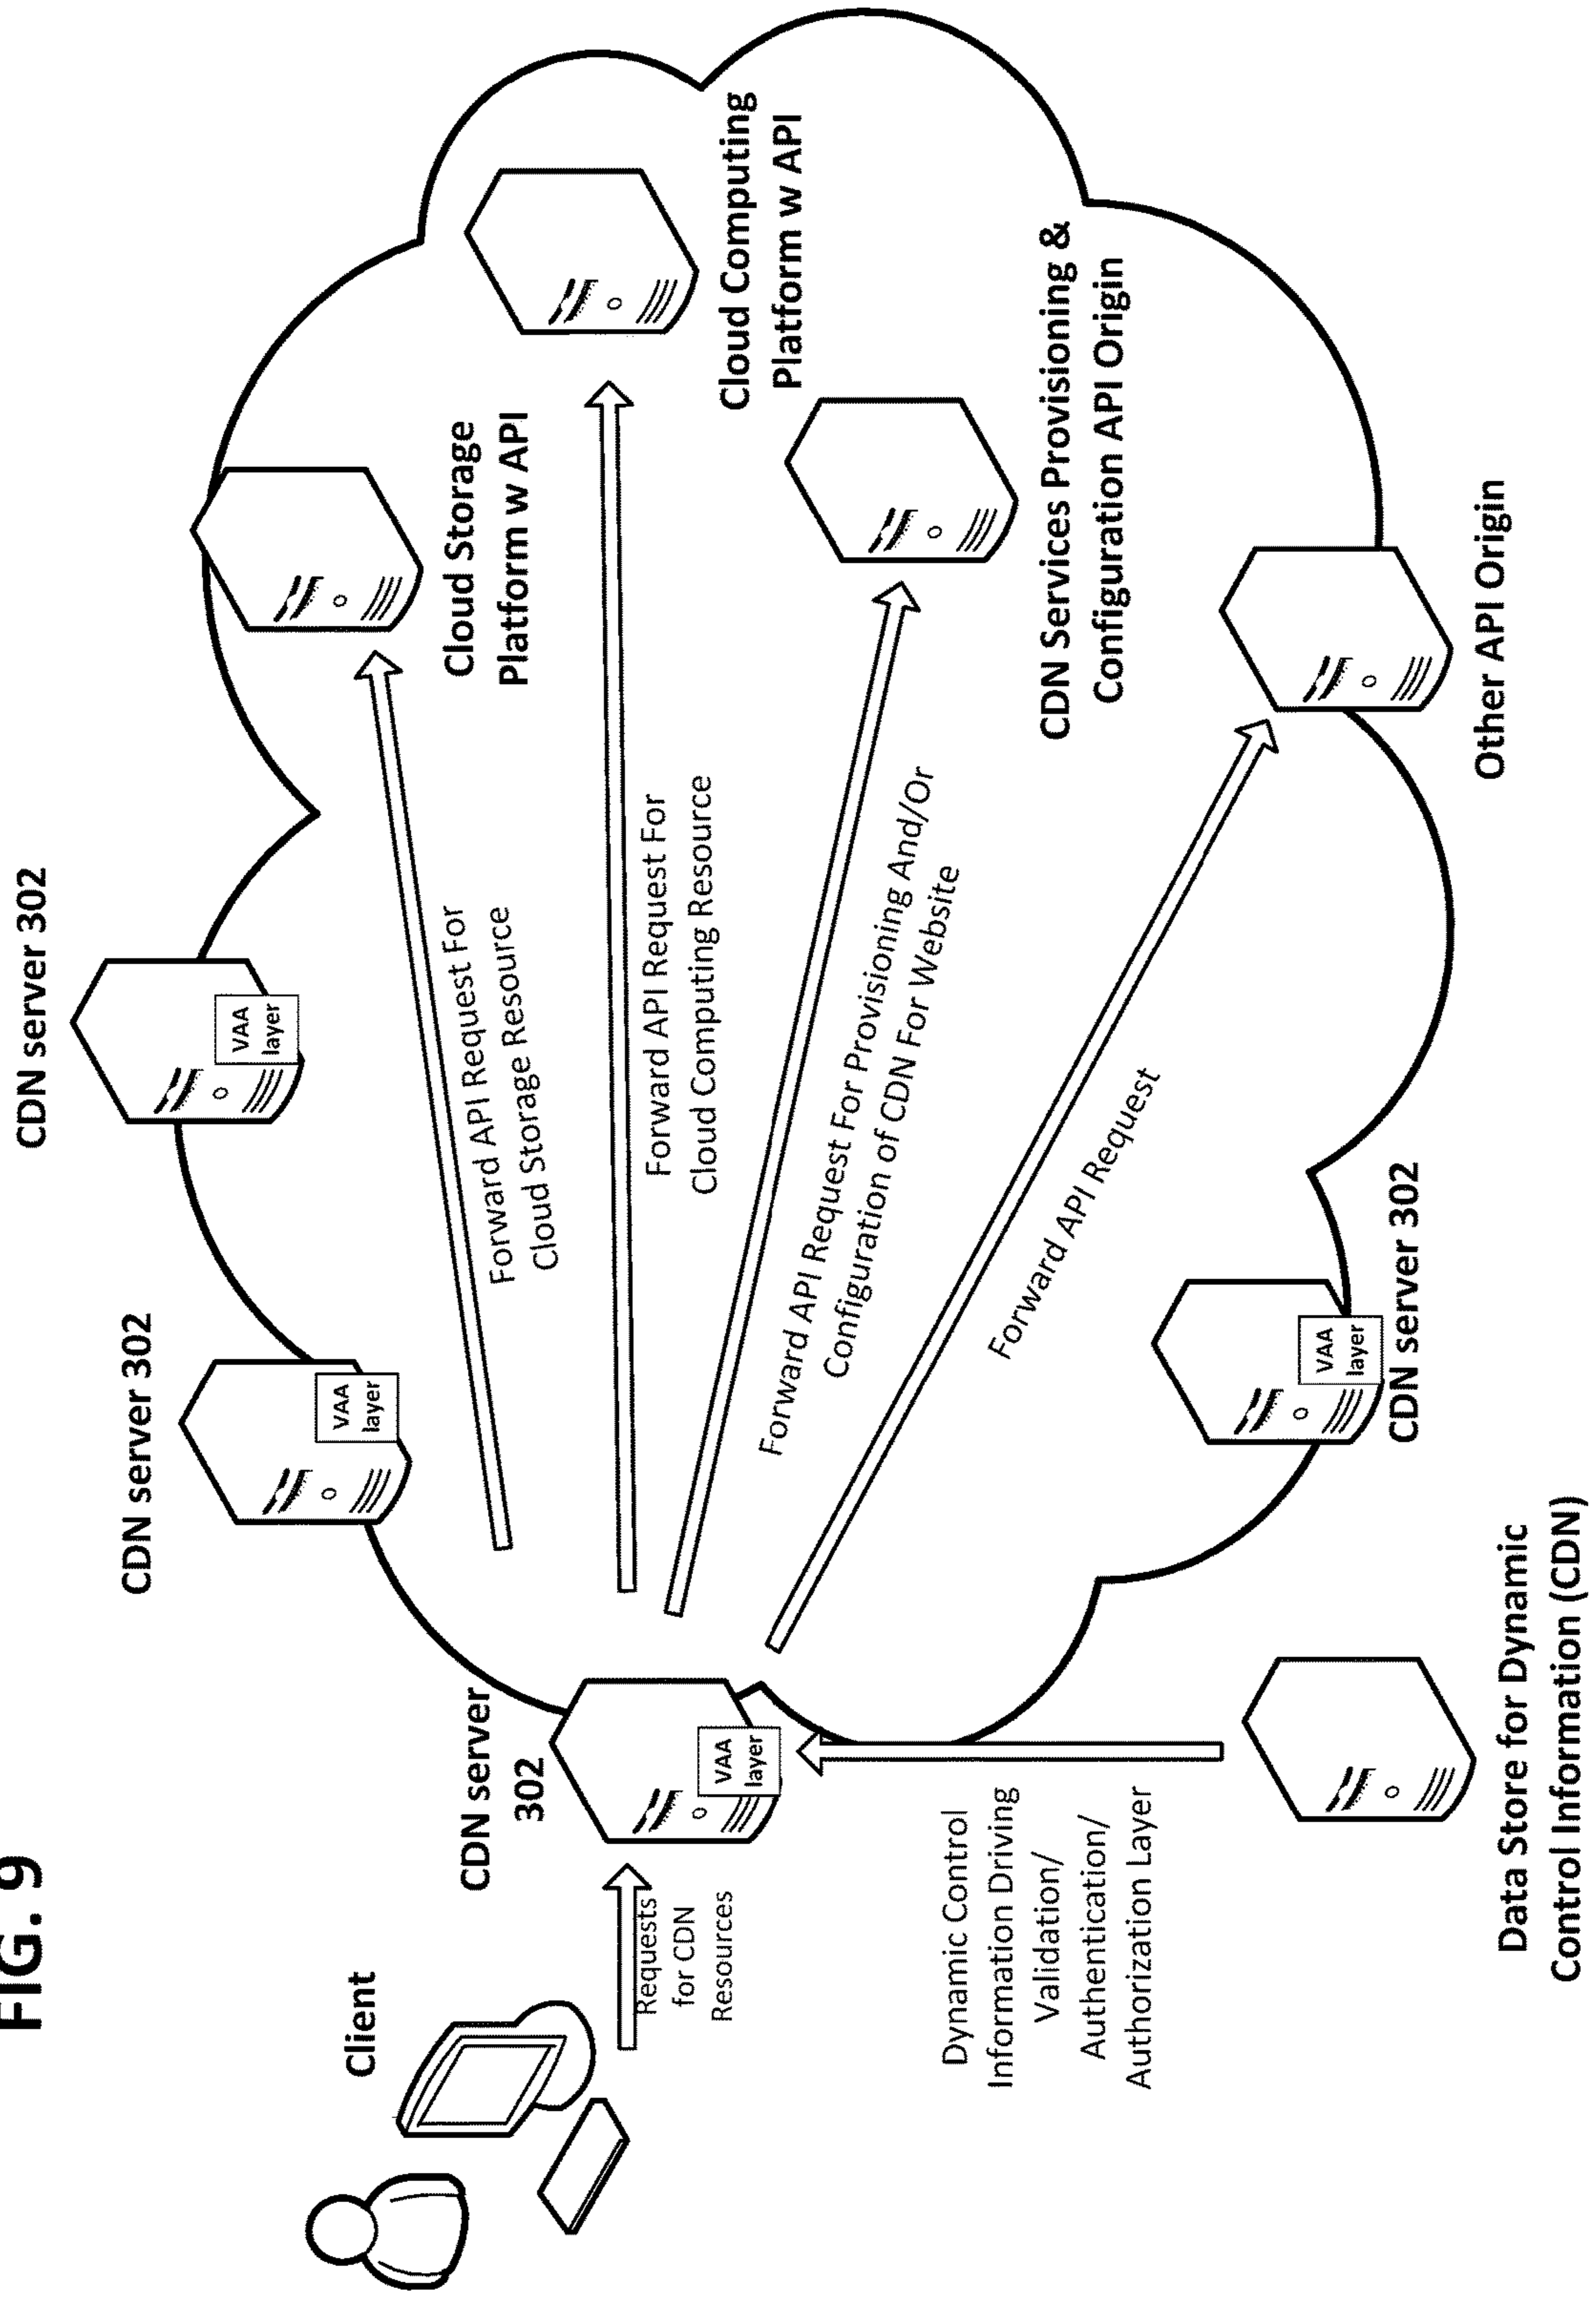 FIG. 9
Client
Requests
for CDN
Resources
CDN server
302
VAA
layer
CDN server 302
VAA
layer
CDN server 302
VAA
layer
Forward API Request For
Cloud Storage Resource
Cloud Storage
Platform w API
Forward API Request For
Cloud Computing Resource
Cloud Computing
Platform w API
Forward API Request For Provisioning And/Or
Configuration of CDN For Website
CDN Services Provisioning &
Configuration API Origin
Forward API Request
Other API Origin
VAA
layer
CDN server 302
Dynamic Control
Information Driving
Validation/
Authentication/
Authorization Layer
Data Store for Dynamic
Control Information (CDN)